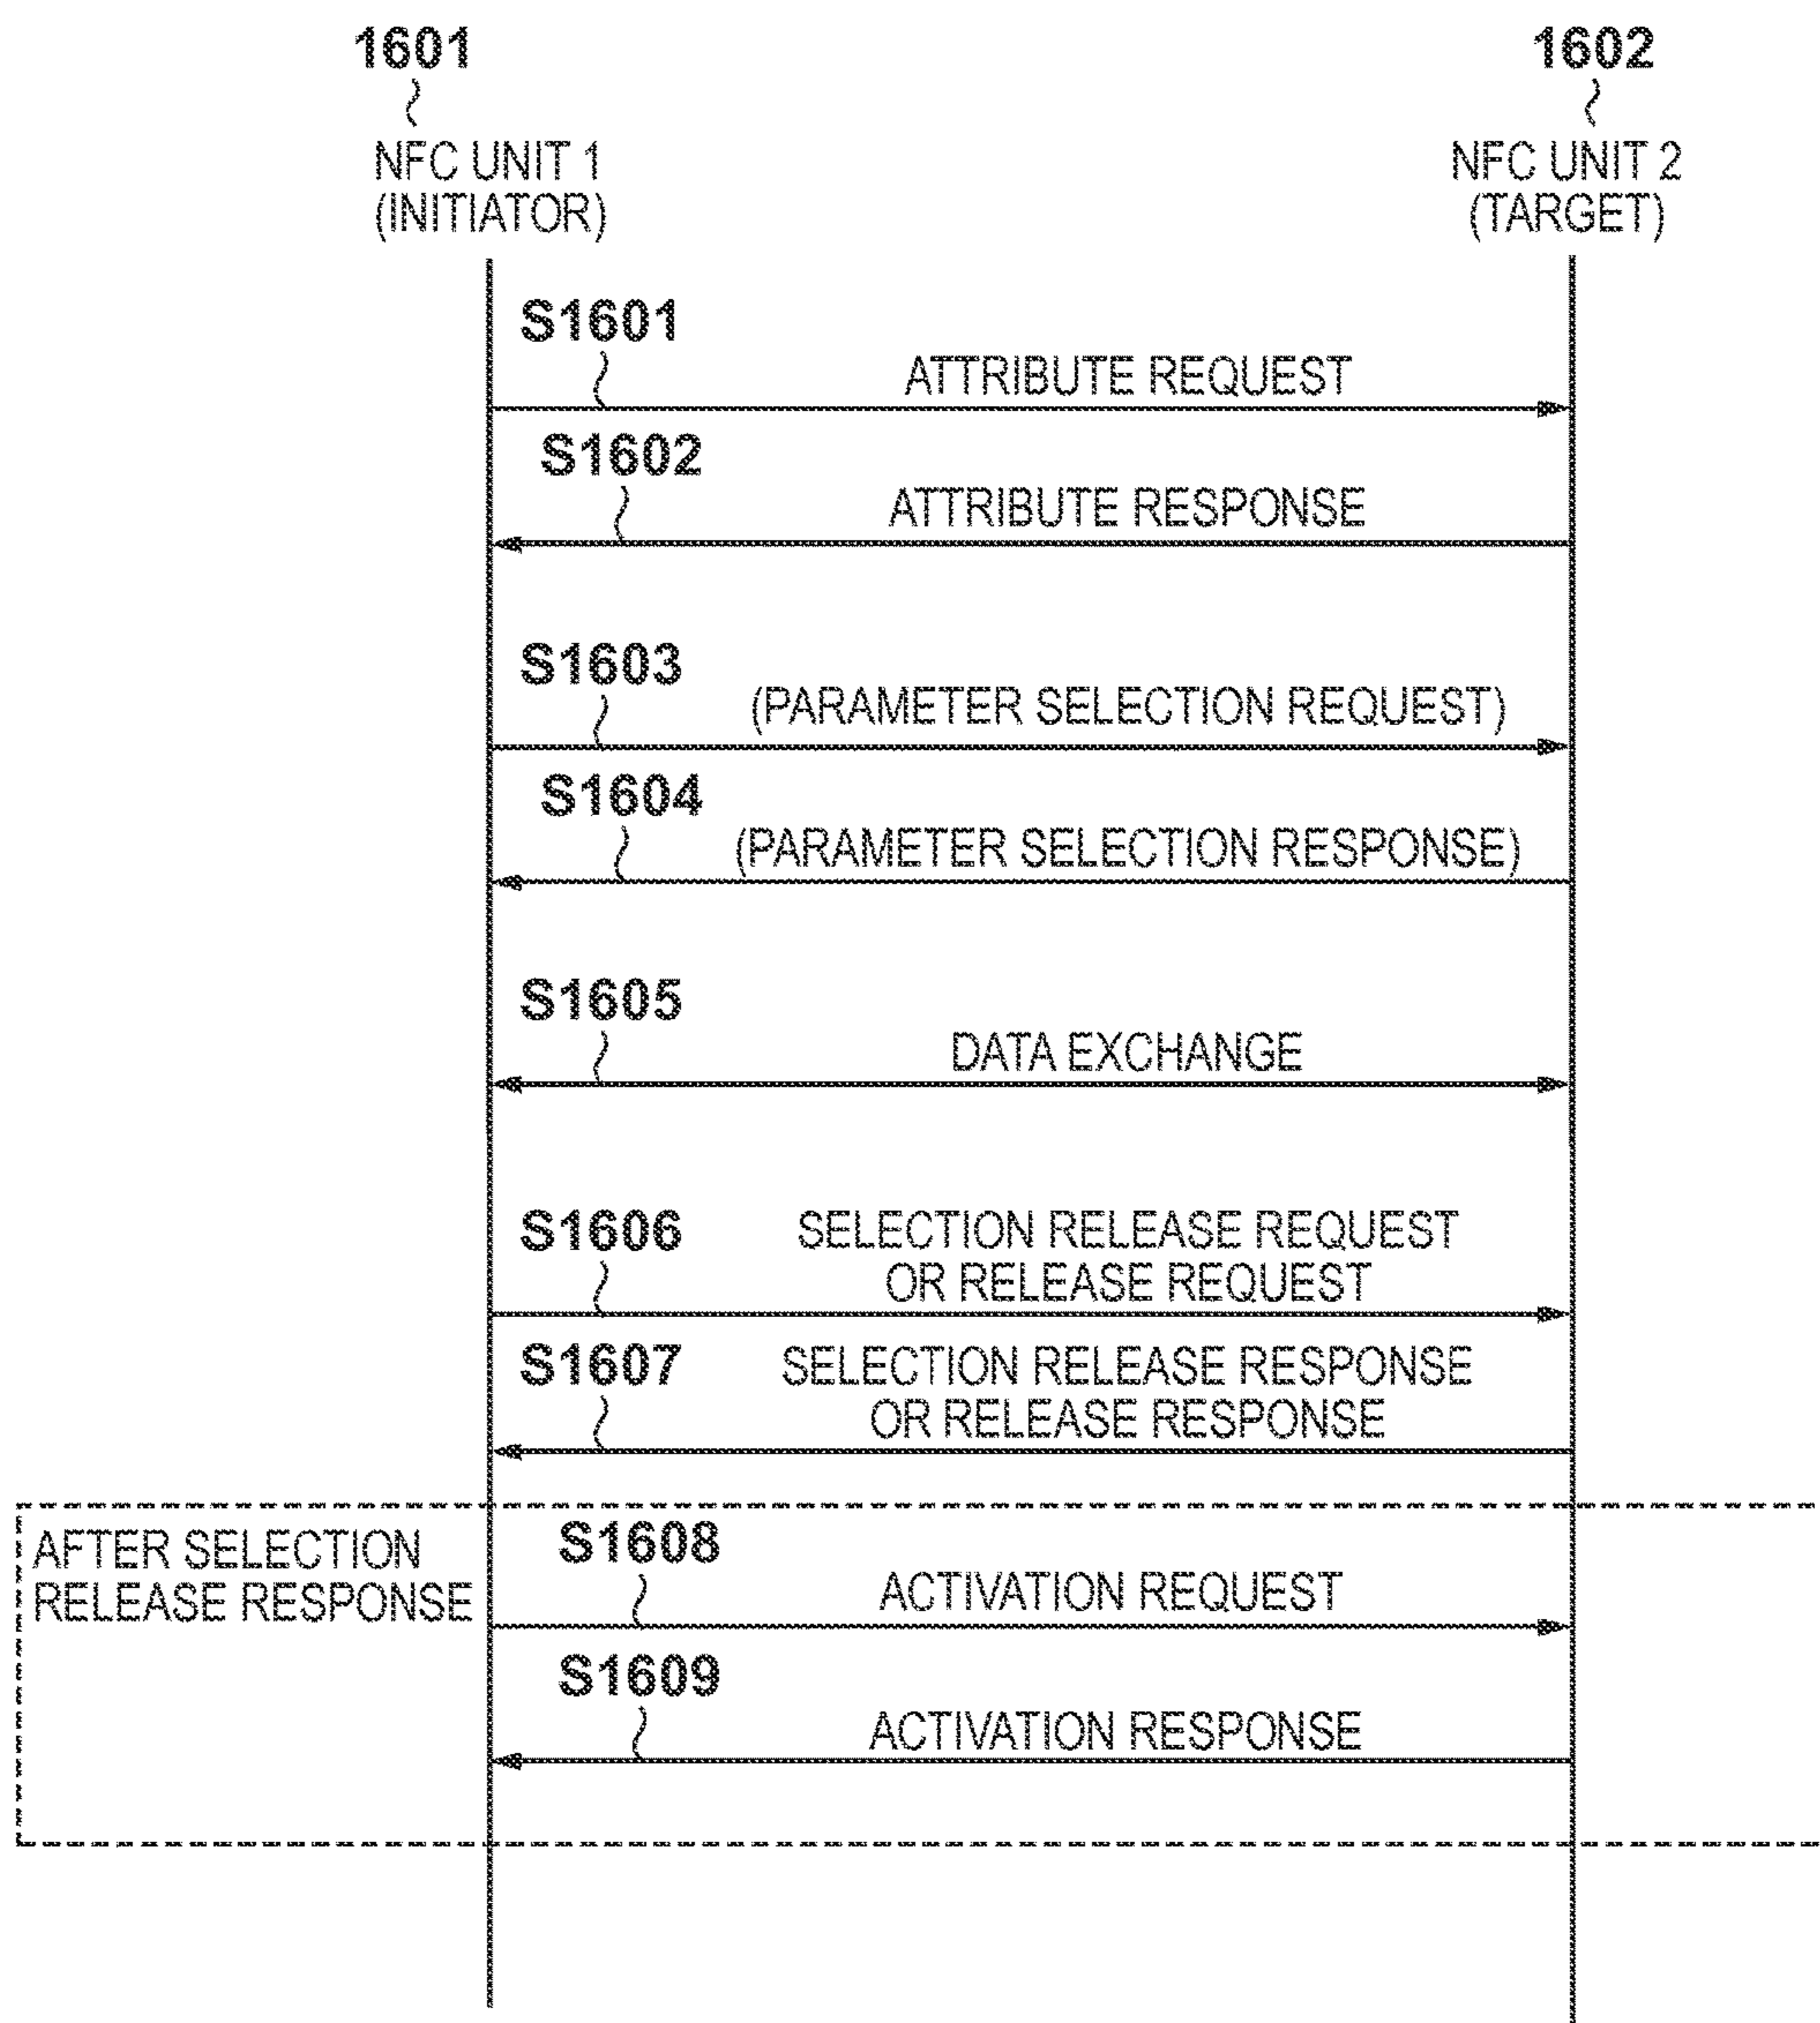 1601
1602
NFC UNIT 1
(INITIATOR)
NFC UNIT 2
(TARGET)
S1601
ATTRIBUTE REQUEST
S1602
ATTRIBUTE RESPONSE
S1603
(PARAMETER SELECTION REQUEST)
S1604
(PARAMETER SELECTION RESPONSE)
S1605
DATA EXCHANGE
S1606
SELECTION RELEASE REQUEST
OR RELEASE REQUEST
S1607
SELECTION RELEASE RESPONSE
OR RELEASE RESPONSE
AFTER SELECTION
RELEASE RESPONSE
S1608
ACTIVATION REQUEST
S1609
ACTIVATION RESPONSE